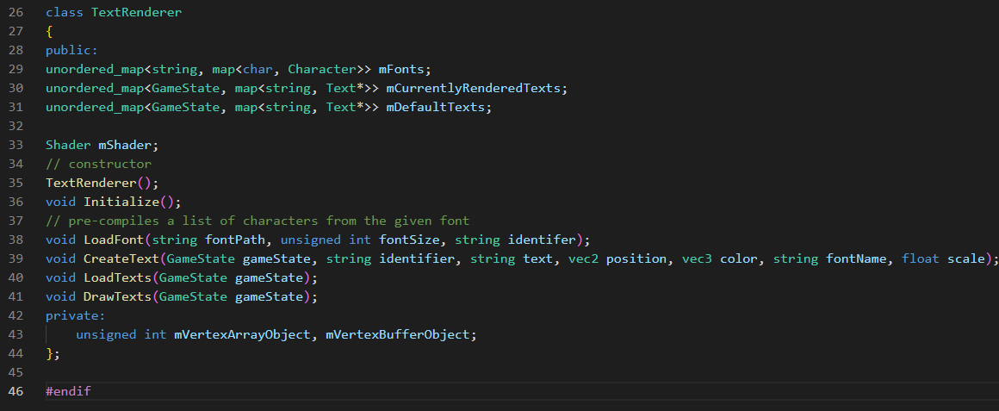 26 class TextRenderer
27 {
28 public:
29 unordered_map<string, map<char, Character>> mFonts;
30 unordered_map<GameState, map<string, Text*>> mCurrentlyRenderedTexts;
31 unordered_map<GameState, map<string, Text*>> mDefaultTexts;
32
33 Shader mShader;
34 // constructor
35 TextRenderer();
36 void Initialize();
37 // pre-compiles a list of characters from the given font
38 void LoadFont(string fontPath, unsigned int fontSize, string identifer);
39 void CreateText(GameState gameState, string identifier, string text, vec2 position, vec3 color, string fontName, float scale);
40 void LoadTexts(GameState gameState);
41 void DrawTexts(GameState gameState);
42 private:
43     unsigned int mVertexArrayObject, mVertexBufferObject;
44 };
45
46 #endif